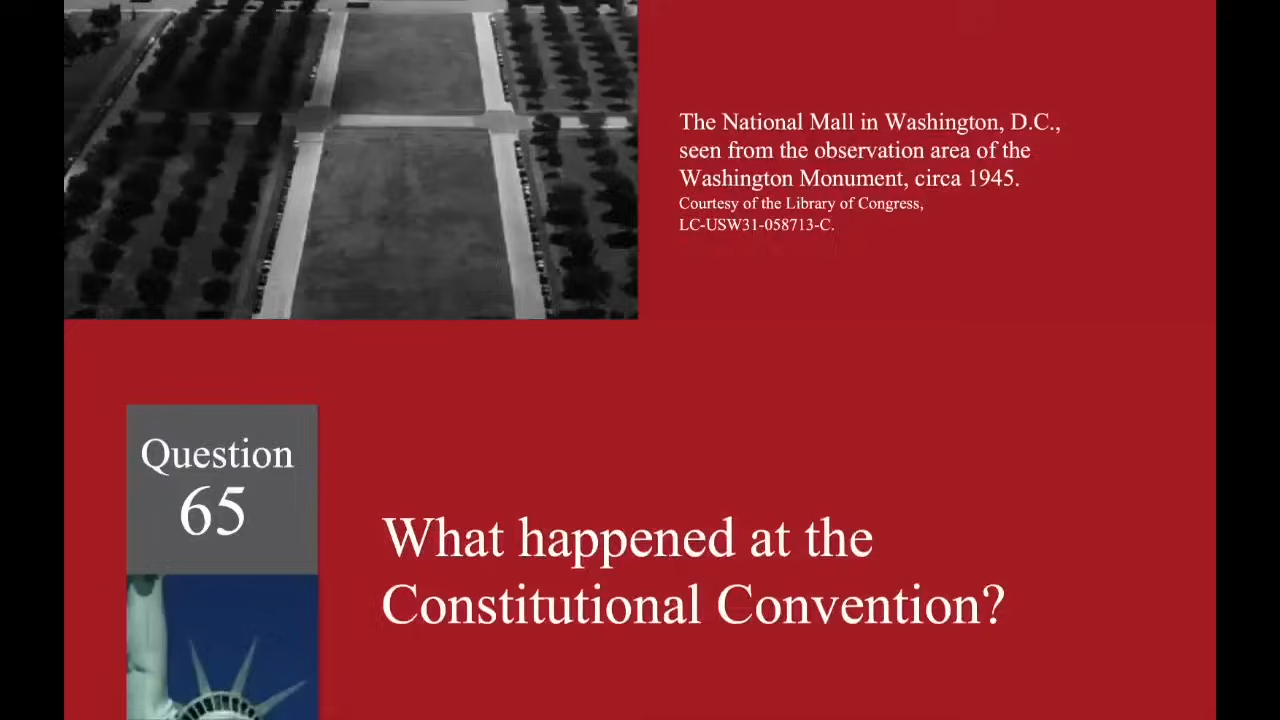 The National Mall in Washington, D.C.,
seen from the observation area of the
Washington Monument, circa 1945.
Courtesy of the Library of Congress,
LC-USW31-058713-C.
Question
65
What happened at the
Constitutional Convention?